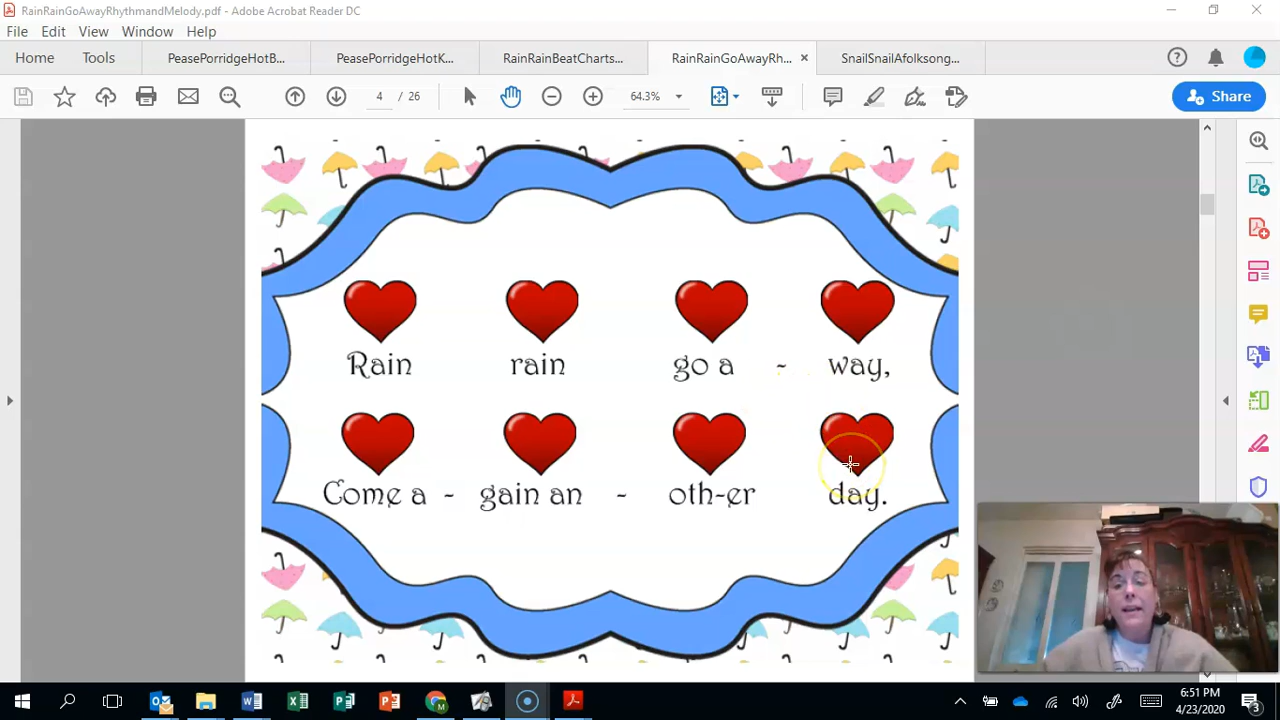 RainRainGoAwayRhythmandMelody.pdf - Adobe Acrobat Reader DC
File Edit View Window Help
Home Tools PeasePorridgeHotB... PeasePorridgeHotK... RainRainBeatCharts... RainRainGoAwayRh... × SnailSnailAfolksong...
4 / 26 64.3% Share
Rain rain go a - way,
Come a - gain an - oth-er day.
6:51 PM
4/23/2020
3